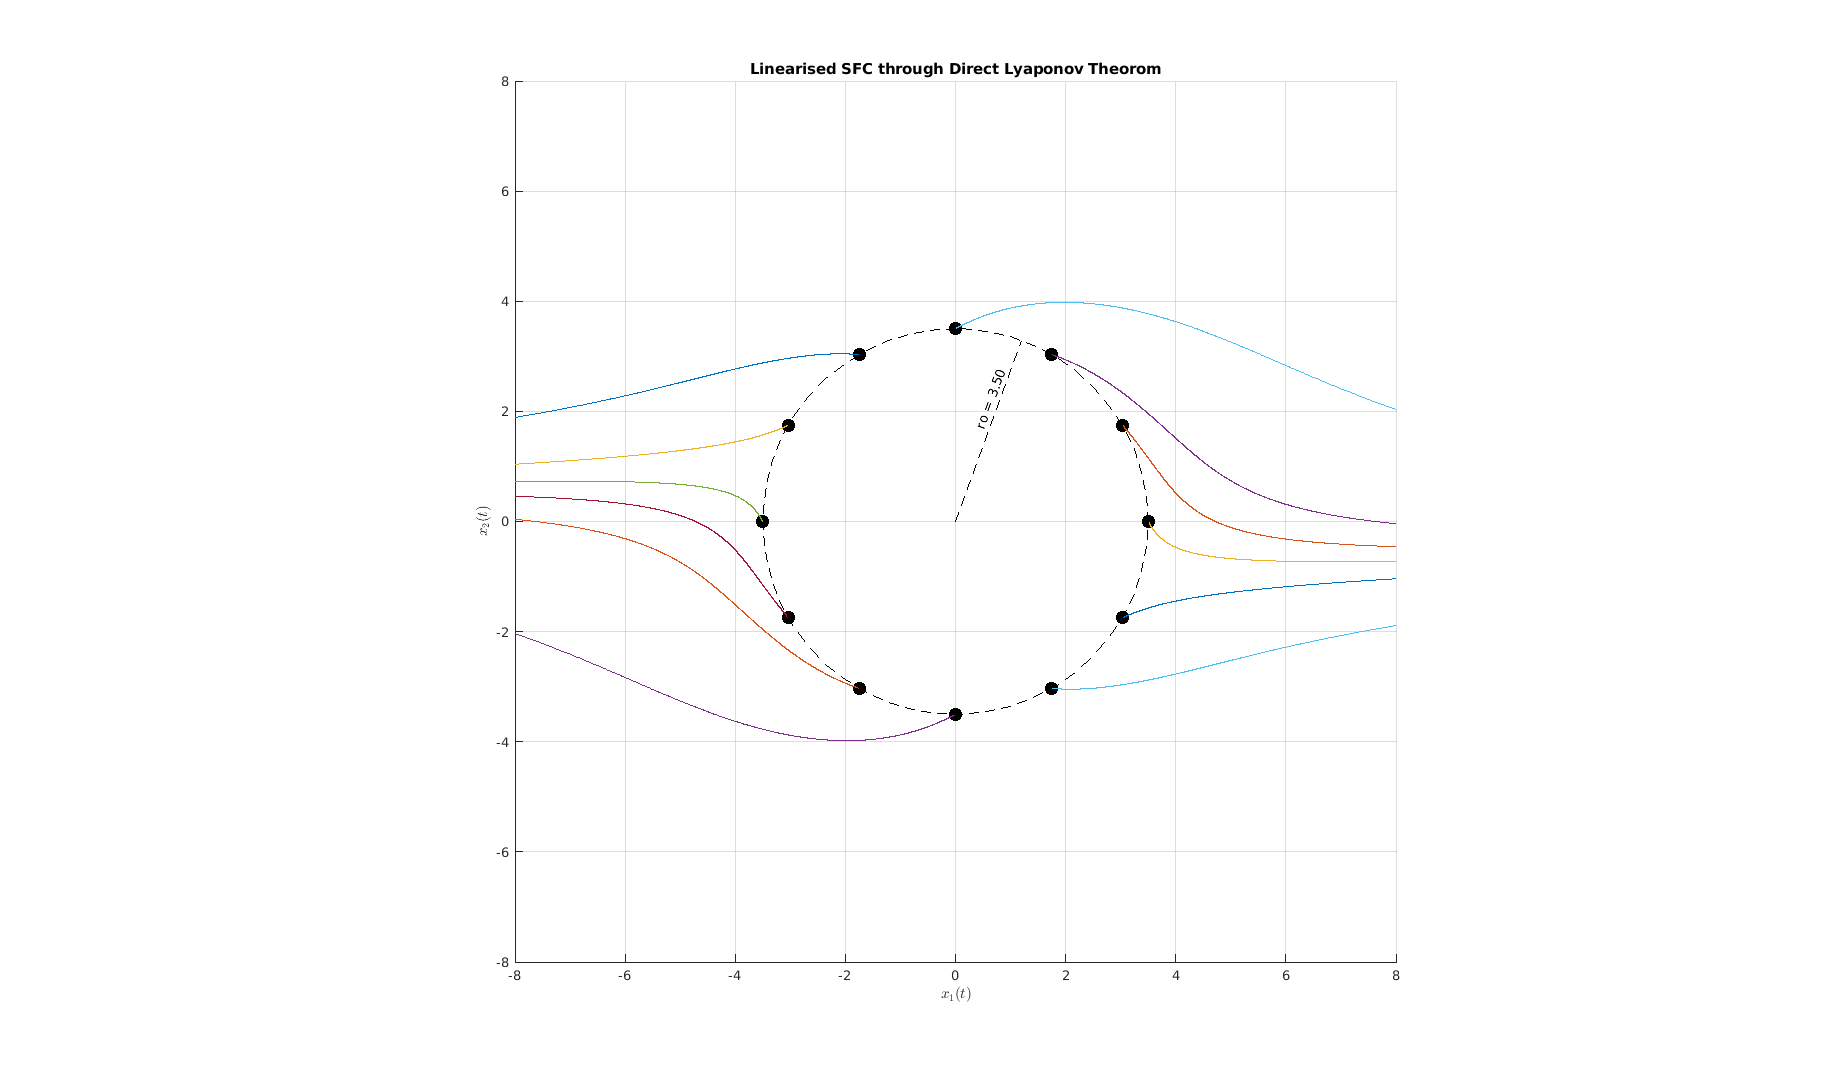 Linearised SFC through Direct Lyaponov Theorom
8
6
4
2
0
-2
-4
-6
-8
x₂(t)
ro = 3.50
-8 -6 -4 -2 0 2 4 6 8
x₁(t)